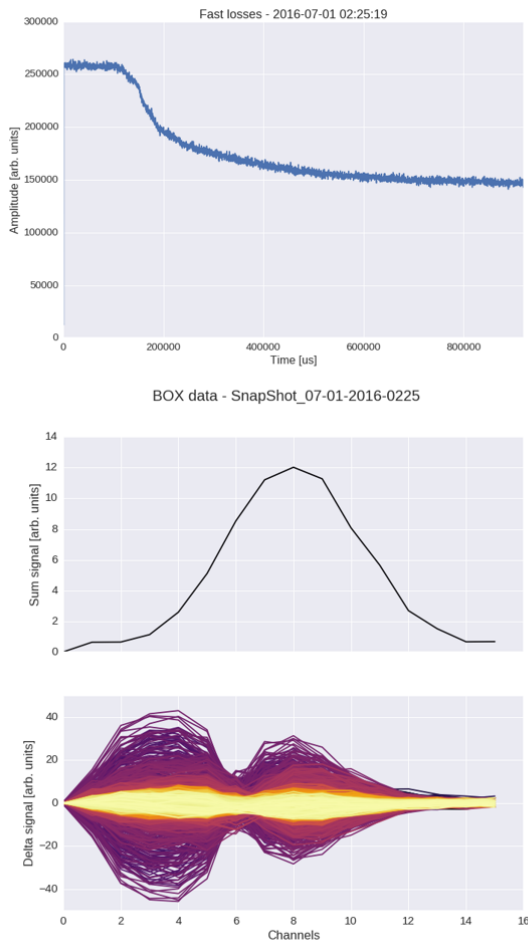 Fast losses - 2016-07-01 02:25:19
300000
250000
200000
150000
100000
50000
0
Amplitude [arb. units]
0 200000 400000 600000 800000
Time [us]
BOX data - SnapShot_07-01-2016-0225
14
12
10
8
6
4
2
0
Sum signal [arb. units]
40
20
0
−20
−40
Delta signal [arb. units]
0 2 4 6 8 10 12 14 16
Channels